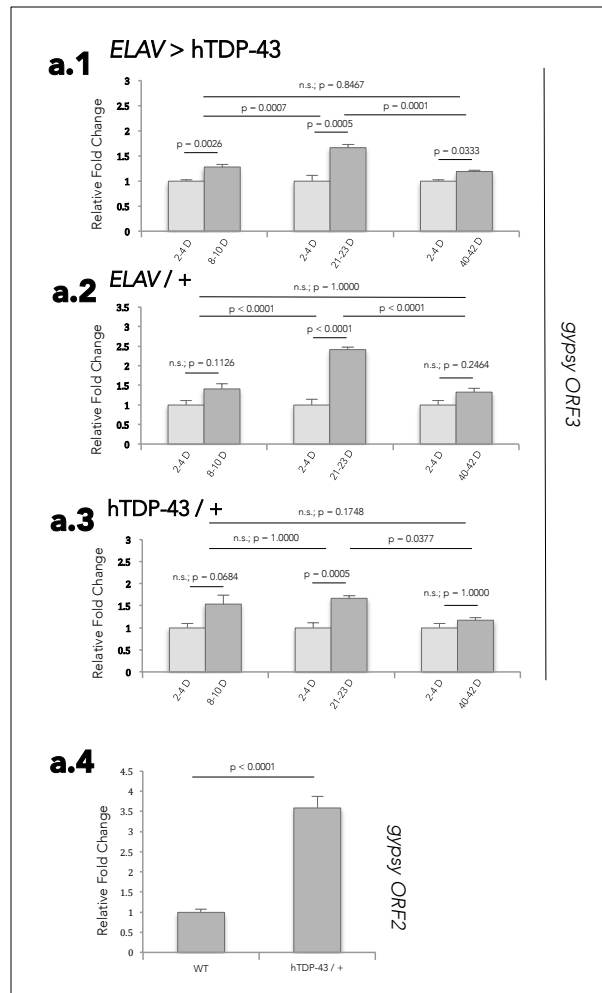 a.1 ELAV > hTDP-43
n.s.; p = 0.8467
p = 0.0007 p = 0.0001
p = 0.0026 p = 0.0005 p = 0.0333
Relative Fold Change
3
2.5
2
1.5
1
0.5
0
2-4 D 8-10 D 2-4 D 21-23 D 2-4 D 40-42 D
a.2 ELAV / +
n.s.; p = 1.0000
p < 0.0001 p < 0.0001
n.s.; p = 0.1126 p < 0.0001 n.s.; p = 0.2464
Relative Fold Change
3.5
3
2.5
2
1.5
1
0.5
0
2-4 D 8-10 D 2-4 D 21-23 D 2-4 D 40-42 D
gypsy ORF3
a.3 hTDP-43 / +
n.s.; p = 0.1748
n.s.; p = 1.0000 p = 0.0377
n.s.; p = 0.0684 p = 0.0005 n.s.; p = 1.0000
Relative Fold Change
3
2.5
2
1.5
1
0.5
0
2-4 D 8-10 D 2-4 D 21-23 D 2-4 D 40-42 D
a.4
p < 0.0001
Relative Fold Change
4.5
4
3.5
3
2.5
2
1.5
1
0.5
0
WT hTDP-43 / +
gypsy ORF2